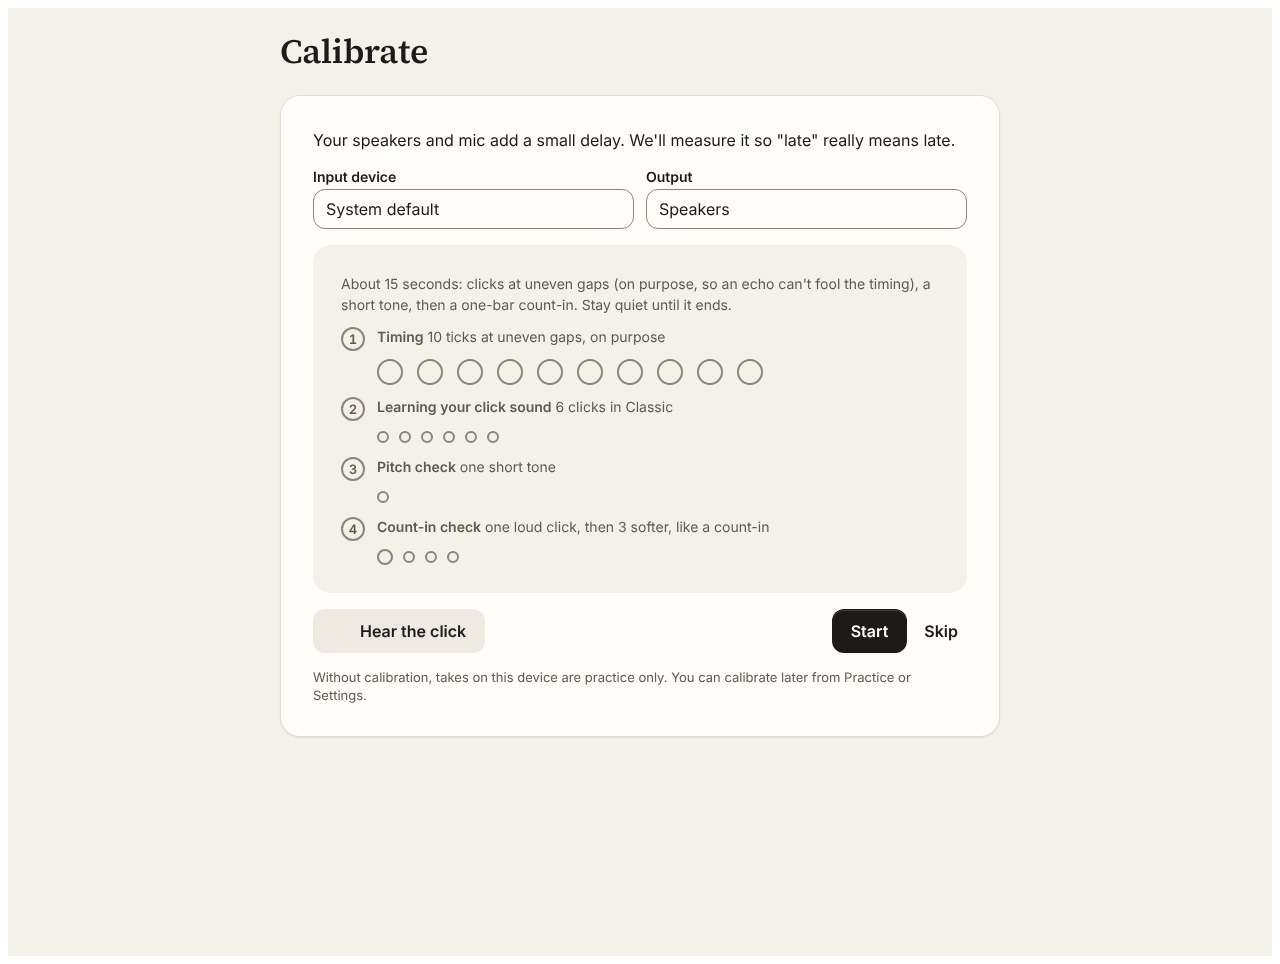 Calibrate
Your speakers and mic add a small delay. We'll measure it so "late" really means late.
Input device
Output
System default
Speakers
About 15 seconds: clicks at uneven gaps (on purpose, so an echo can't fool the timing), a
short tone, then a one-bar count-in. Stay quiet until it ends.
1 Timing 10 ticks at uneven gaps, on purpose
2 Learning your click sound 6 clicks in Classic
3 Pitch check one short tone
4 Count-in check one loud click, then 3 softer, like a count-in
Hear the click
Start
Skip
Without calibration, takes on this device are practice only. You can calibrate later from Practice or
Settings.